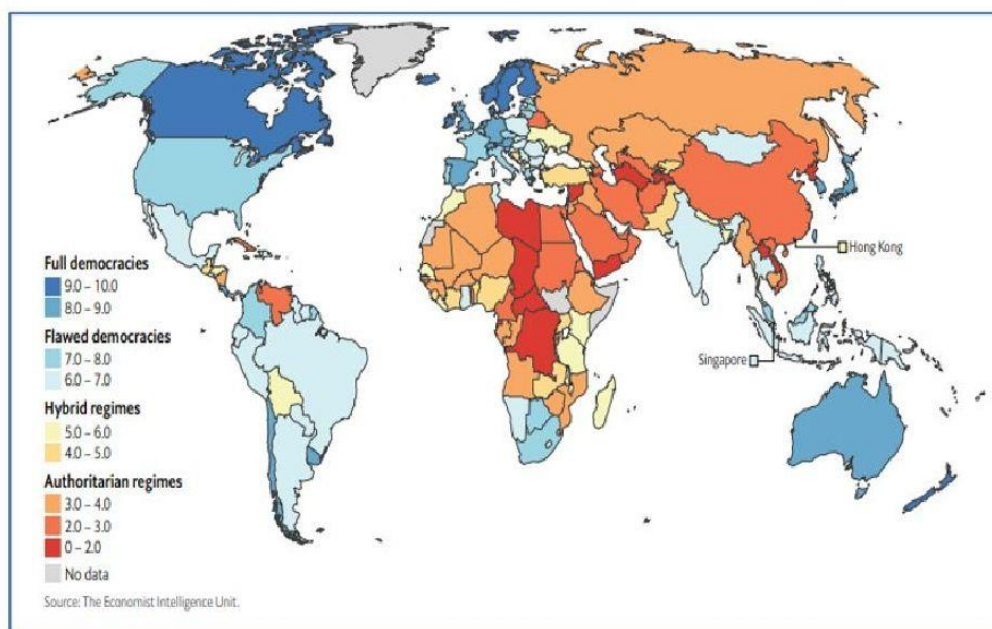 Full democracies
9.0 – 10.0
8.0 – 9.0
Flawed democracies
7.0 – 8.0
6.0 – 7.0
Hybrid regimes
5.0 – 6.0
4.0 – 5.0
Authoritarian regimes
3.0 – 4.0
2.0 – 3.0
0 – 2.0
No data
Source: The Economist Intelligence Unit.
Hong Kong
Singapore